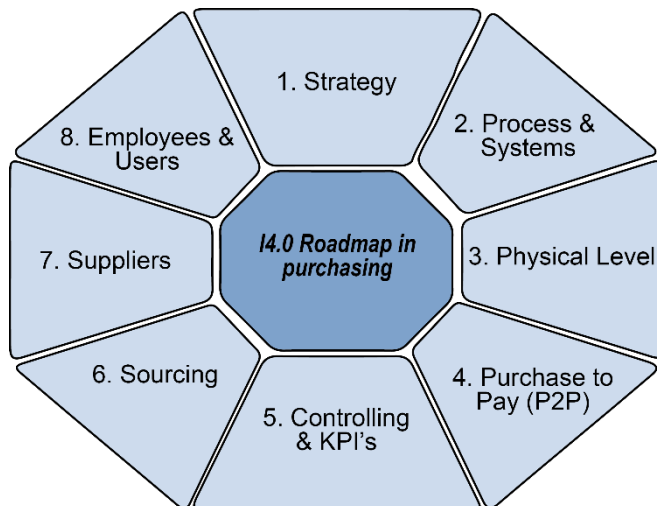 1. Strategy
2. Process &
Systems
3. Physical Level
4. Purchase to
Pay (P2P)
5. Controlling
& KPI's
6. Sourcing
7. Suppliers
8. Employees &
Users
I4.0 Roadmap in
purchasing